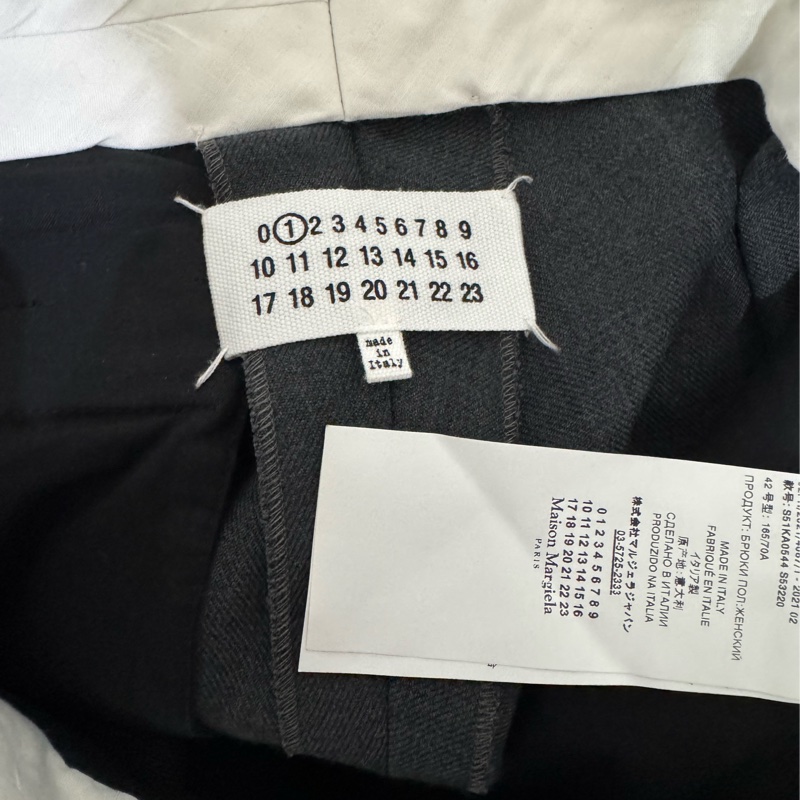 0 1 2 3 4 5 6 7 8 9
10 11 12 13 14 15 16
17 18 19 20 21 22 23
made
in
Italy
款号: S51KA0544 S53220
42 号型: 165/70A
ПРОДУКТ: БРЮКИ ПОЛ:ЖЕНСКИЙ
MADE IN ITALY
FABRIQUÉ EN ITALIE
イタリア製
原产地:意大利
СДЕЛАНО В ИТАЛИИ
PRODUZIDO NA ITALIA
株式会社マルジェラジャパン
03-5725-2333
0 1 2 3 4 5 6 7 8 9
10 11 12 13 14 15 16
17 18 19 20 21 22 23
Maison Margiela
PARIS